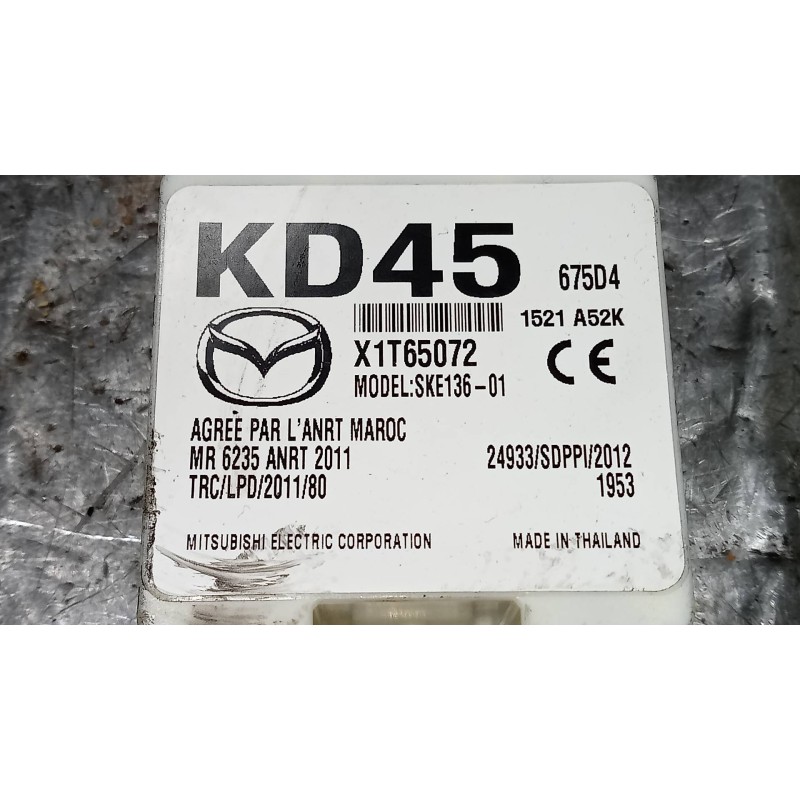 KD45 675D4
1521 A52K
X1T65072 CE
MODEL:SKE136-01
AGREÈ PAR L'ANRT MAROC
MR 6235 ANRT 2011 24933/SDPPI/2012
TRC/LPD/2011/80 1953
MITSUBISHI ELECTRIC CORPORATION MADE IN THAILAND